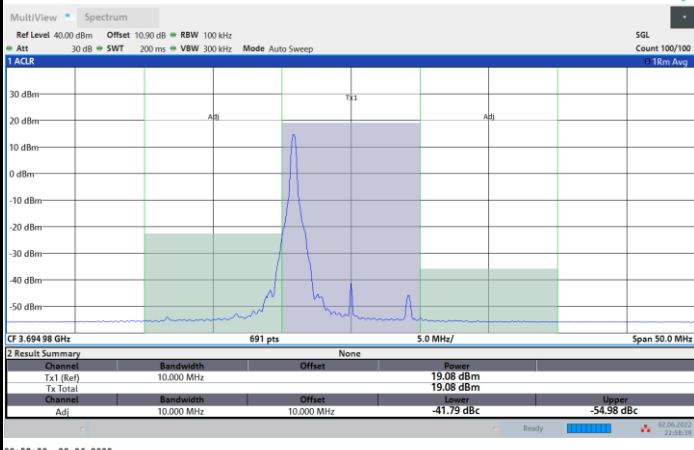 MultiView Spectrum
Ref Level 40.00 dBm Offset 10.90 dB RBW 100 kHz SGL
Att 30 dB SWT 200 ms VBW 300 kHz Mode Auto Sweep Count 100/100
1 ACLR 1Rm Avg
30 dBm
Tx1
20 dBm
Adj Adj
10 dBm
0 dBm
-10 dBm
-20 dBm
-30 dBm
-40 dBm
-50 dBm
CF 3.69498 GHz 691 pts 5.0 MHz/ Span 50.0 MHz
2 Result Summary None
Channel Bandwidth Offset Power
Tx1 (Ref) 10.000 MHz 19.08 dBm
Tx Total 19.08 dBm
Channel Bandwidth Offset Lower Upper
Adj 10.000 MHz 10.000 MHz -41.79 dBc -54.98 dBc
Ready 02.06.2022
22:58:39